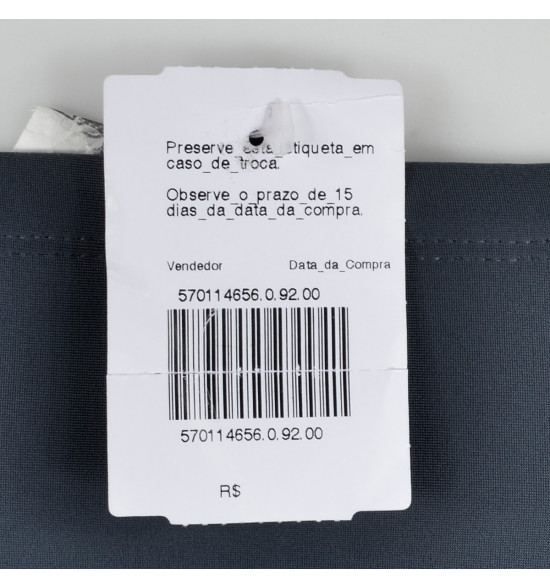 Preserve_esta_etiqueta_em
caso_de_troca.
Observe_o_prazo_de_15
dias_da_data_da_compra.
Vendedor Data_da_Compra
570114656.0.92.00
570114656.0.92.00
R$